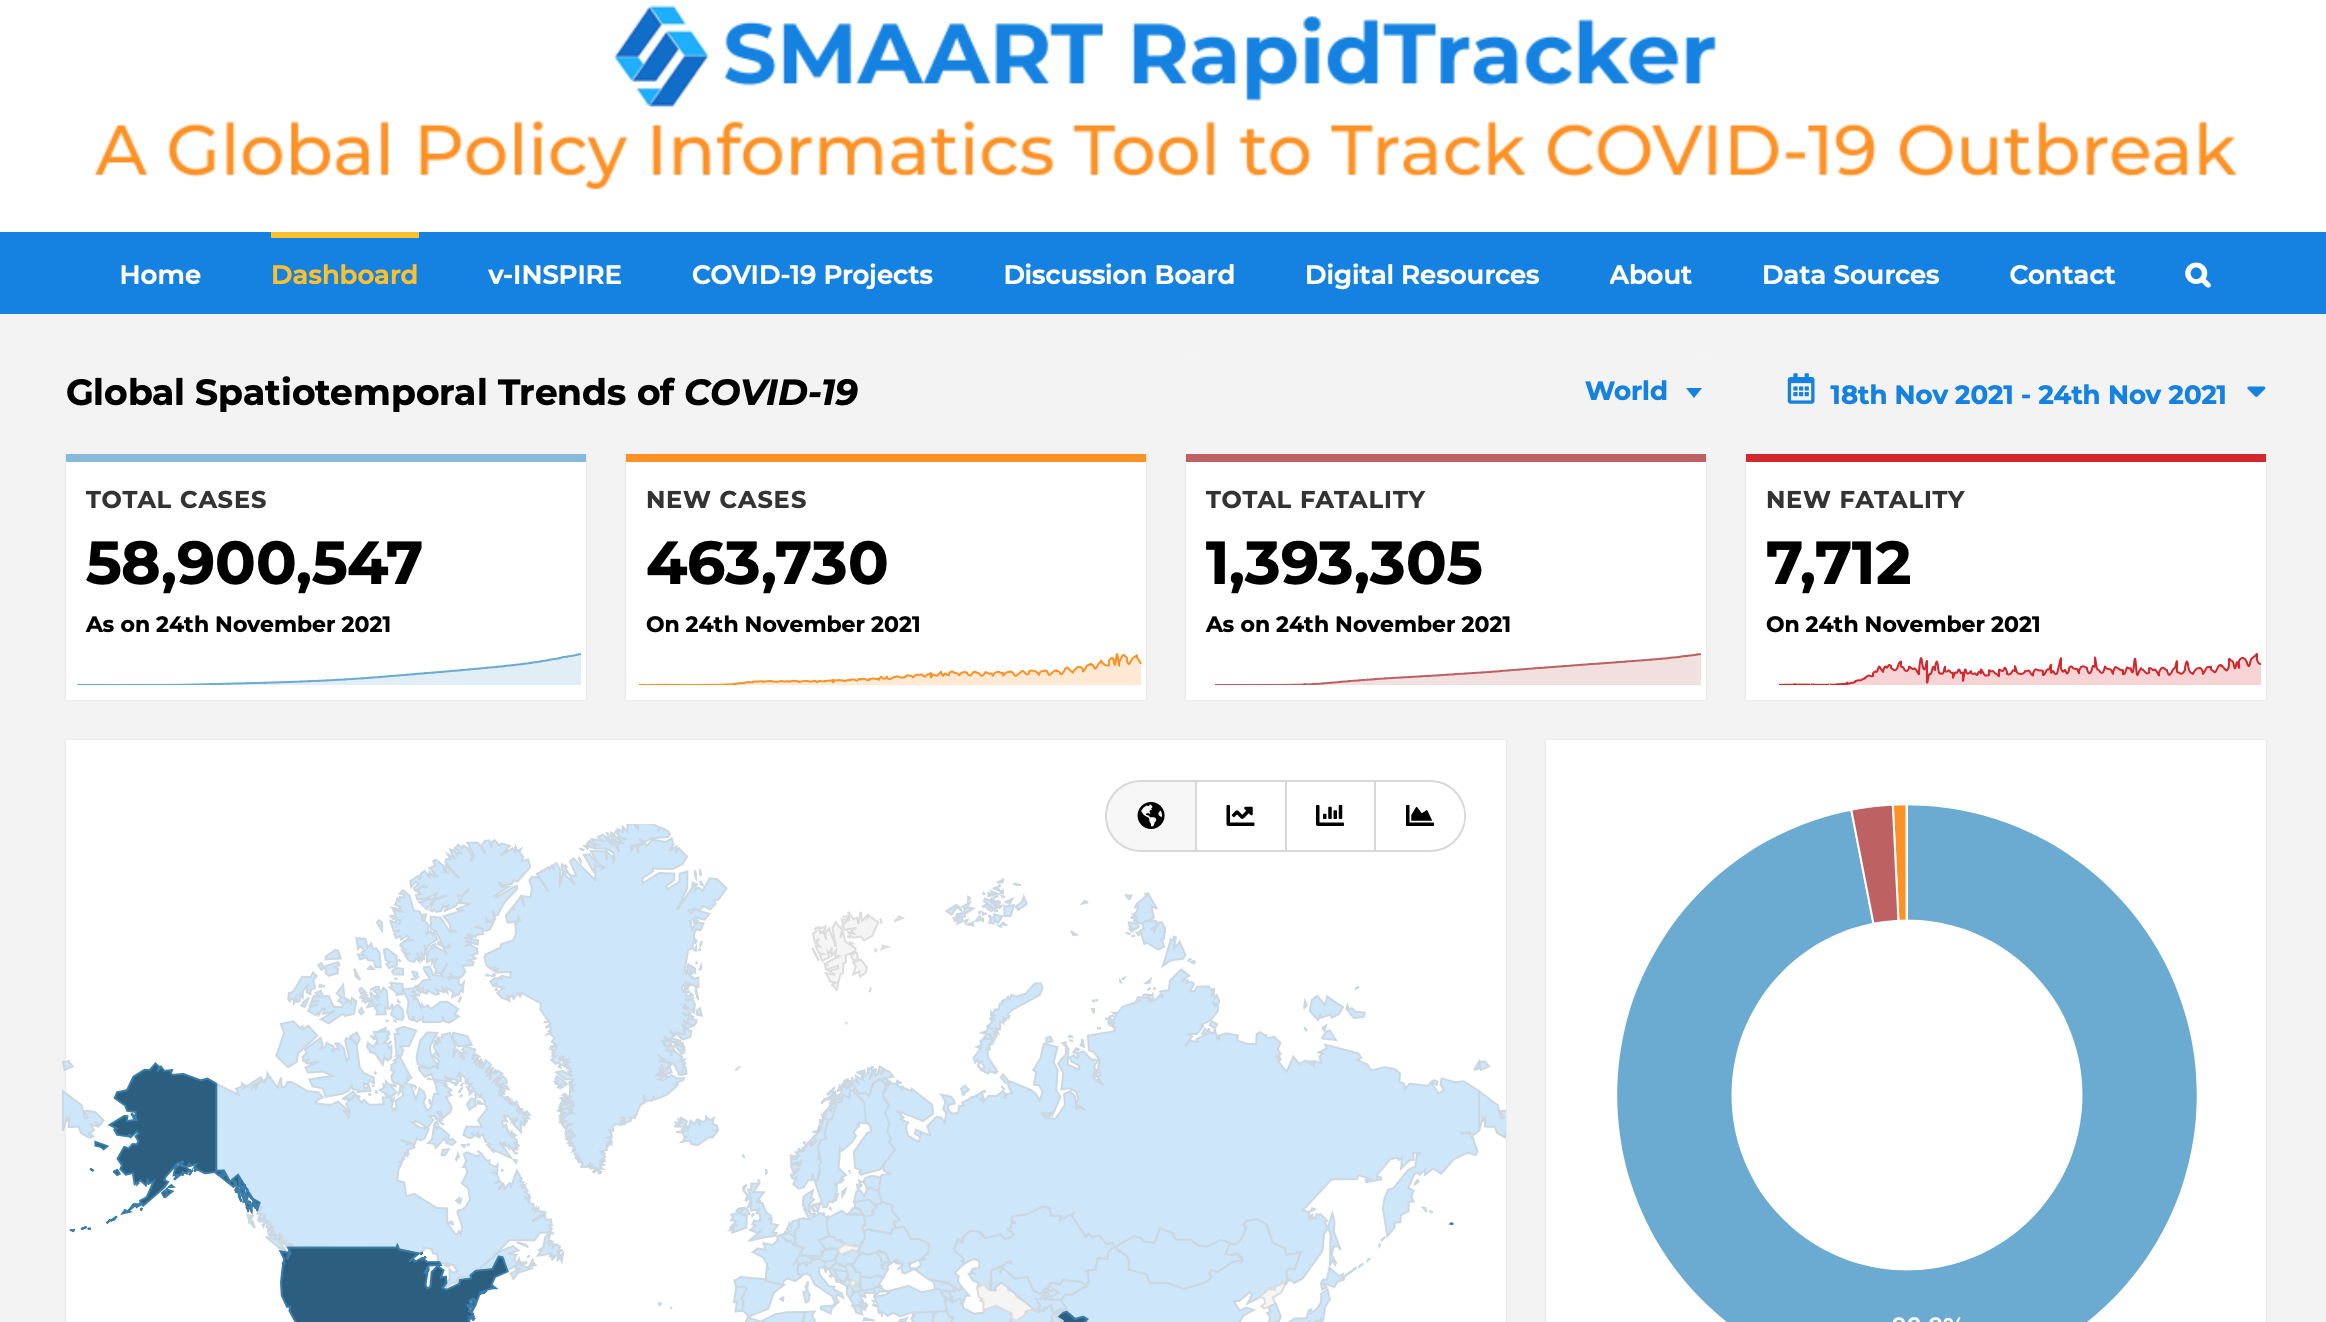 SMAART RapidTracker
A Global Policy Informatics Tool to Track COVID-19 Outbreak
Home Dashboard v-INSPIRE COVID-19 Projects Discussion Board Digital Resources About Data Sources Contact
Global Spatiotemporal Trends of COVID-19 World 18th Nov 2021 - 24th Nov 2021
TOTAL CASES
58,900,547
As on 24th November 2021
NEW CASES
463,730
On 24th November 2021
TOTAL FATALITY
1,393,305
As on 24th November 2021
NEW FATALITY
7,712
On 24th November 2021